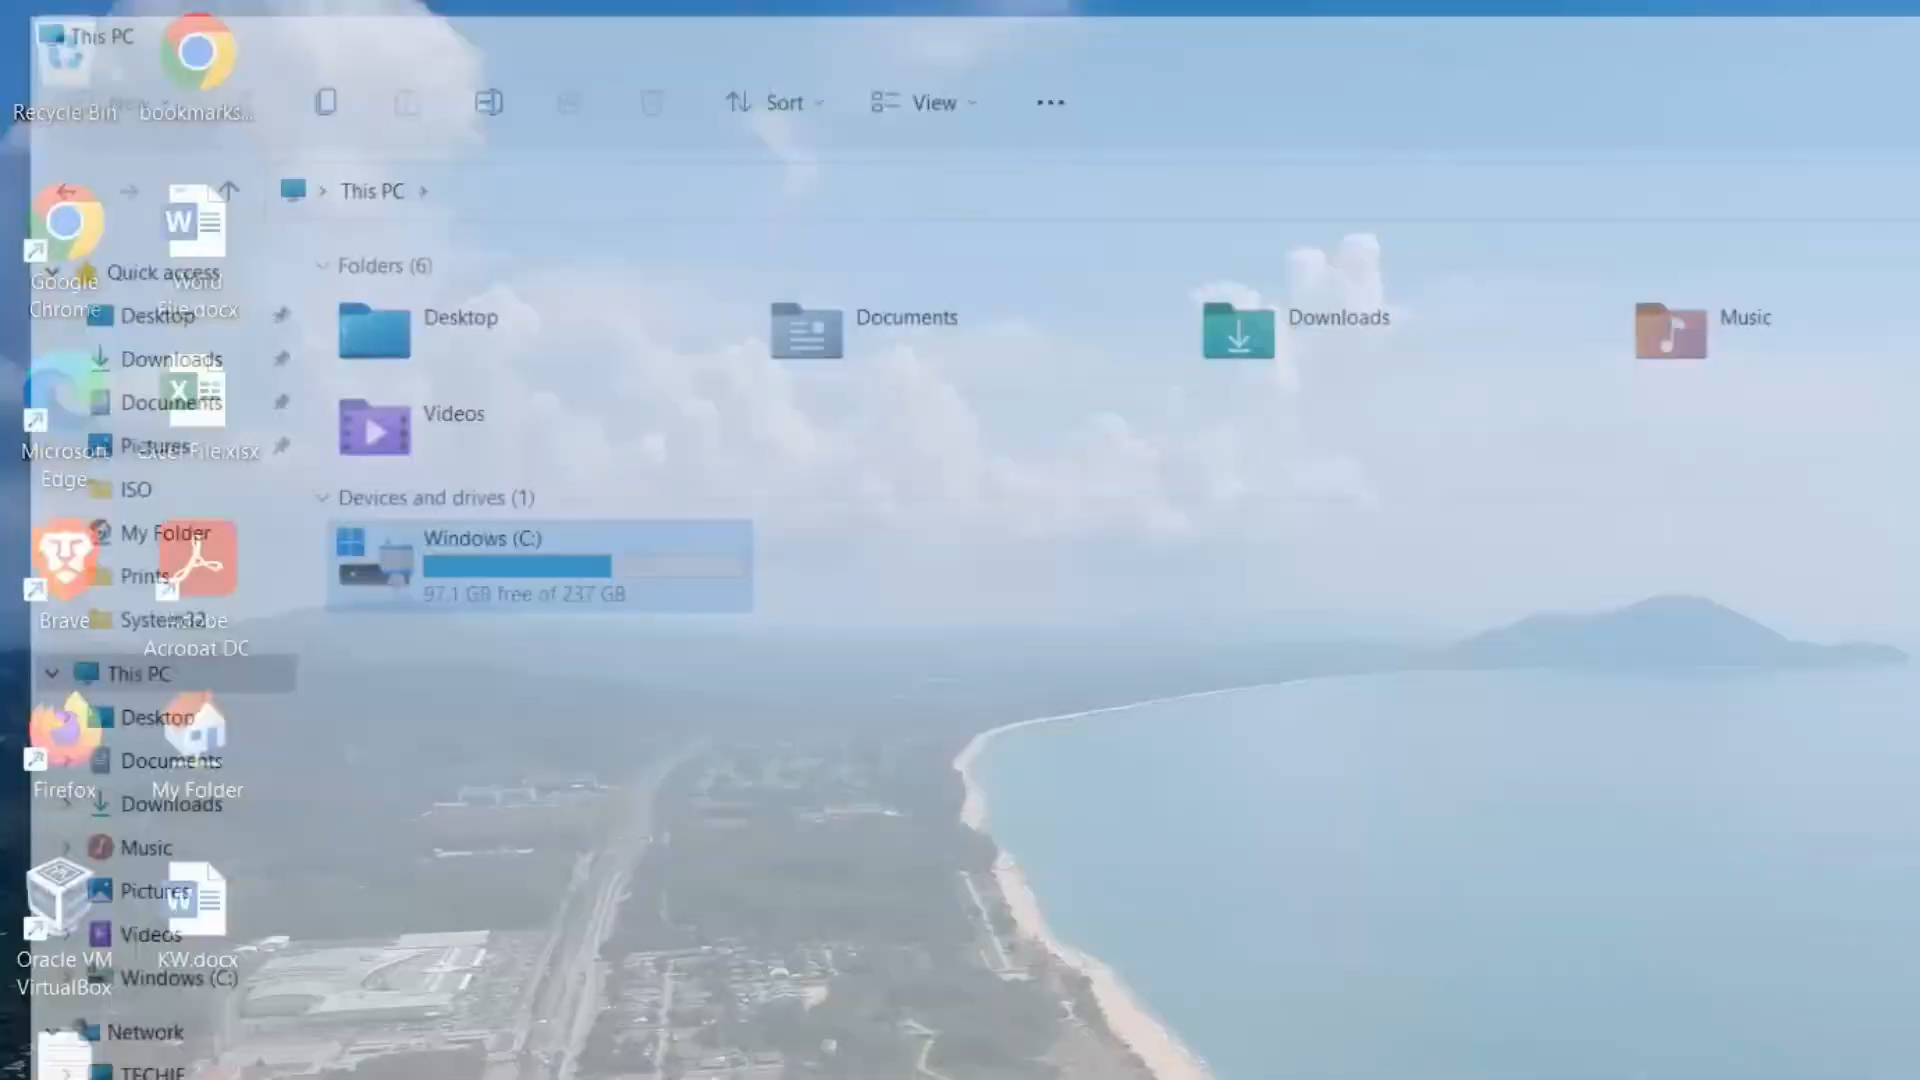 This PC
Recycle Bin
bookmarks...
Sort
View
This PC
Google
Chrome
Word
File.docx
Quick access
Desktop
Downloads
Documents
Pictures
Microsoft
Edge
Excel File.xlsx
ISO
My Folder
Prints
System32
Brave
Adobe
Acrobat DC
This PC
Desktop
Documents
Downloads
Music
Pictures
Videos
Windows (C:)
Firefox
My Folder
Oracle VM
VirtualBox
KW.docx
Network
TECHIE
Folders (6)
Desktop
Documents
Downloads
Music
Videos
Devices and drives (1)
Windows (C:)
97.1 GB free of 237 GB